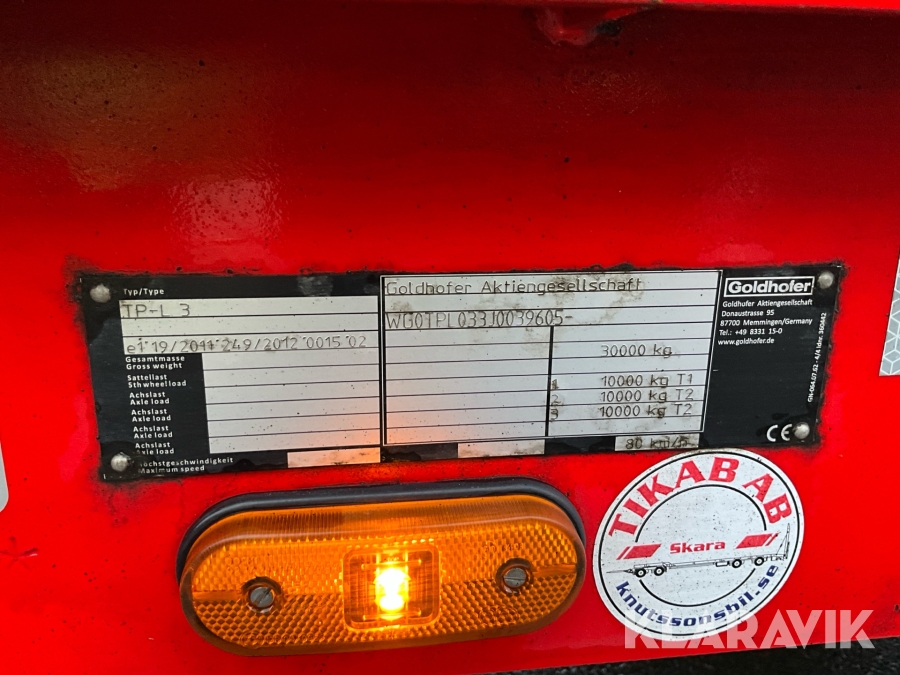 Typ/Type
TP-L 3
e1*19/2011*249/2012*0015*02
Gesamtmasse
Gross weight
Sattellast
5thwheelload
Achslast
Axle load
Achslast
Axle load
Achslast
Axle load
Achslast
Axle load
Höchstgeschwindigkeit
Maximum speed
Goldhofer Aktiengesellschaft
WG0TPL033J0039605-
30000 kg
1 10000 kg T1
2 10000 kg T2
3 10000 kg T2
80 km/h
Goldhofer
Goldhofer Aktiengesellschaft
Donaustrasse 95
87700 Memmingen/Germany
Tel.: +49 8331 15-0
www.goldhofer.de
CE
TIKAB AB
Skara
knutssonsbil.se
KLARAVIK